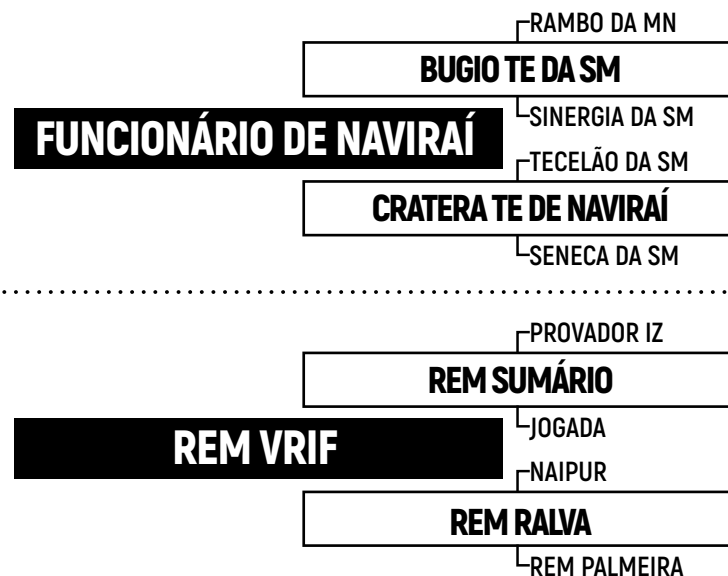 RAMBO DA MN
BUGIO TE DA SM
SINERGIA DA SM
FUNCIONÁRIO DE NAVIRAÍ
TECELÃO DA SM
CRATERA TE DE NAVIRAÍ
SENECA DA SM
PROVADOR IZ
REM SUMÁRIO
JOGADA
REM VRIF
NAIPUR
REM RALVA
REM PALMEIRA